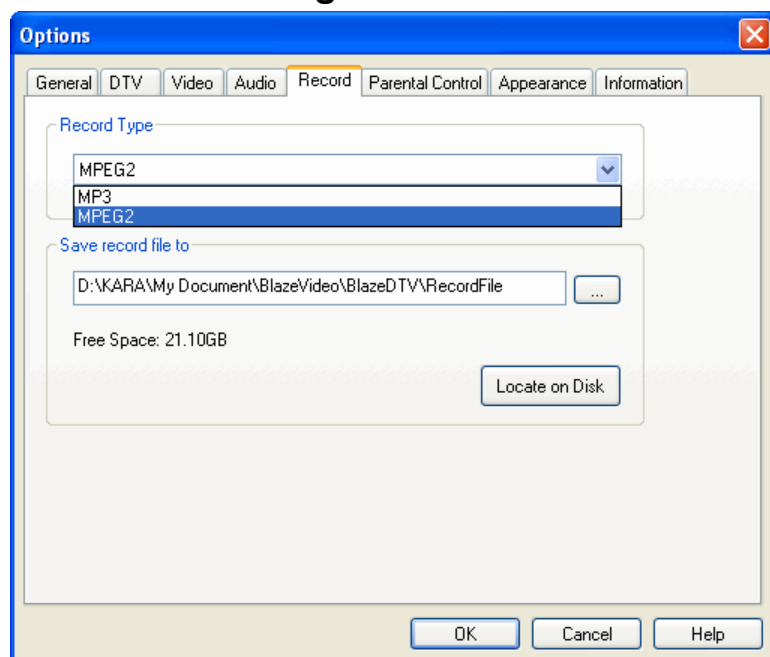 g
Options
General DTV Video Audio Record Parental Control Appearance Information
Record Type
MPEG2
MP3
MPEG2
Save record file to
D:\KARA\My Document\BlazeVideo\BlazeDTV\RecordFile
...
Free Space: 21.10GB
Locate on Disk
OK Cancel Help